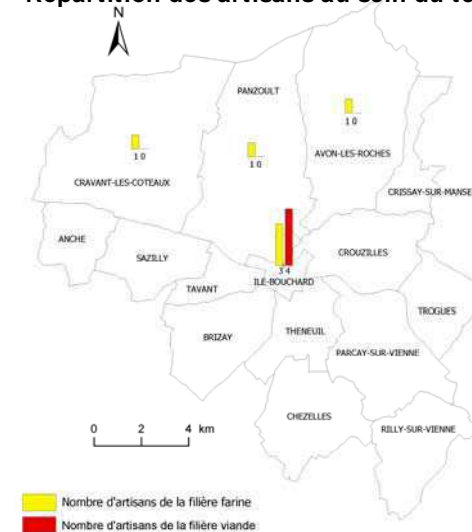 Répartition des artisans au sein du
N
PANZOULT
1 0
1 0
1 0
AVON-LES-ROCHES
CRAVANT-LES-COTEAUX
CRISSAY-SUR-MANSE
ANCHE
SAZILLY
CROUZILLES
3 4
ILE-BOUCHARD
TAVANT
TROGUES
BRIZAY
THENEUIL
PARCAY-SUR-VIENNE
CHEZELLES
RILLY-SUR-VIENNE
0 2 4 km
Nombre d'artisans de la filière farine
Nombre d'artisans de la filière viande